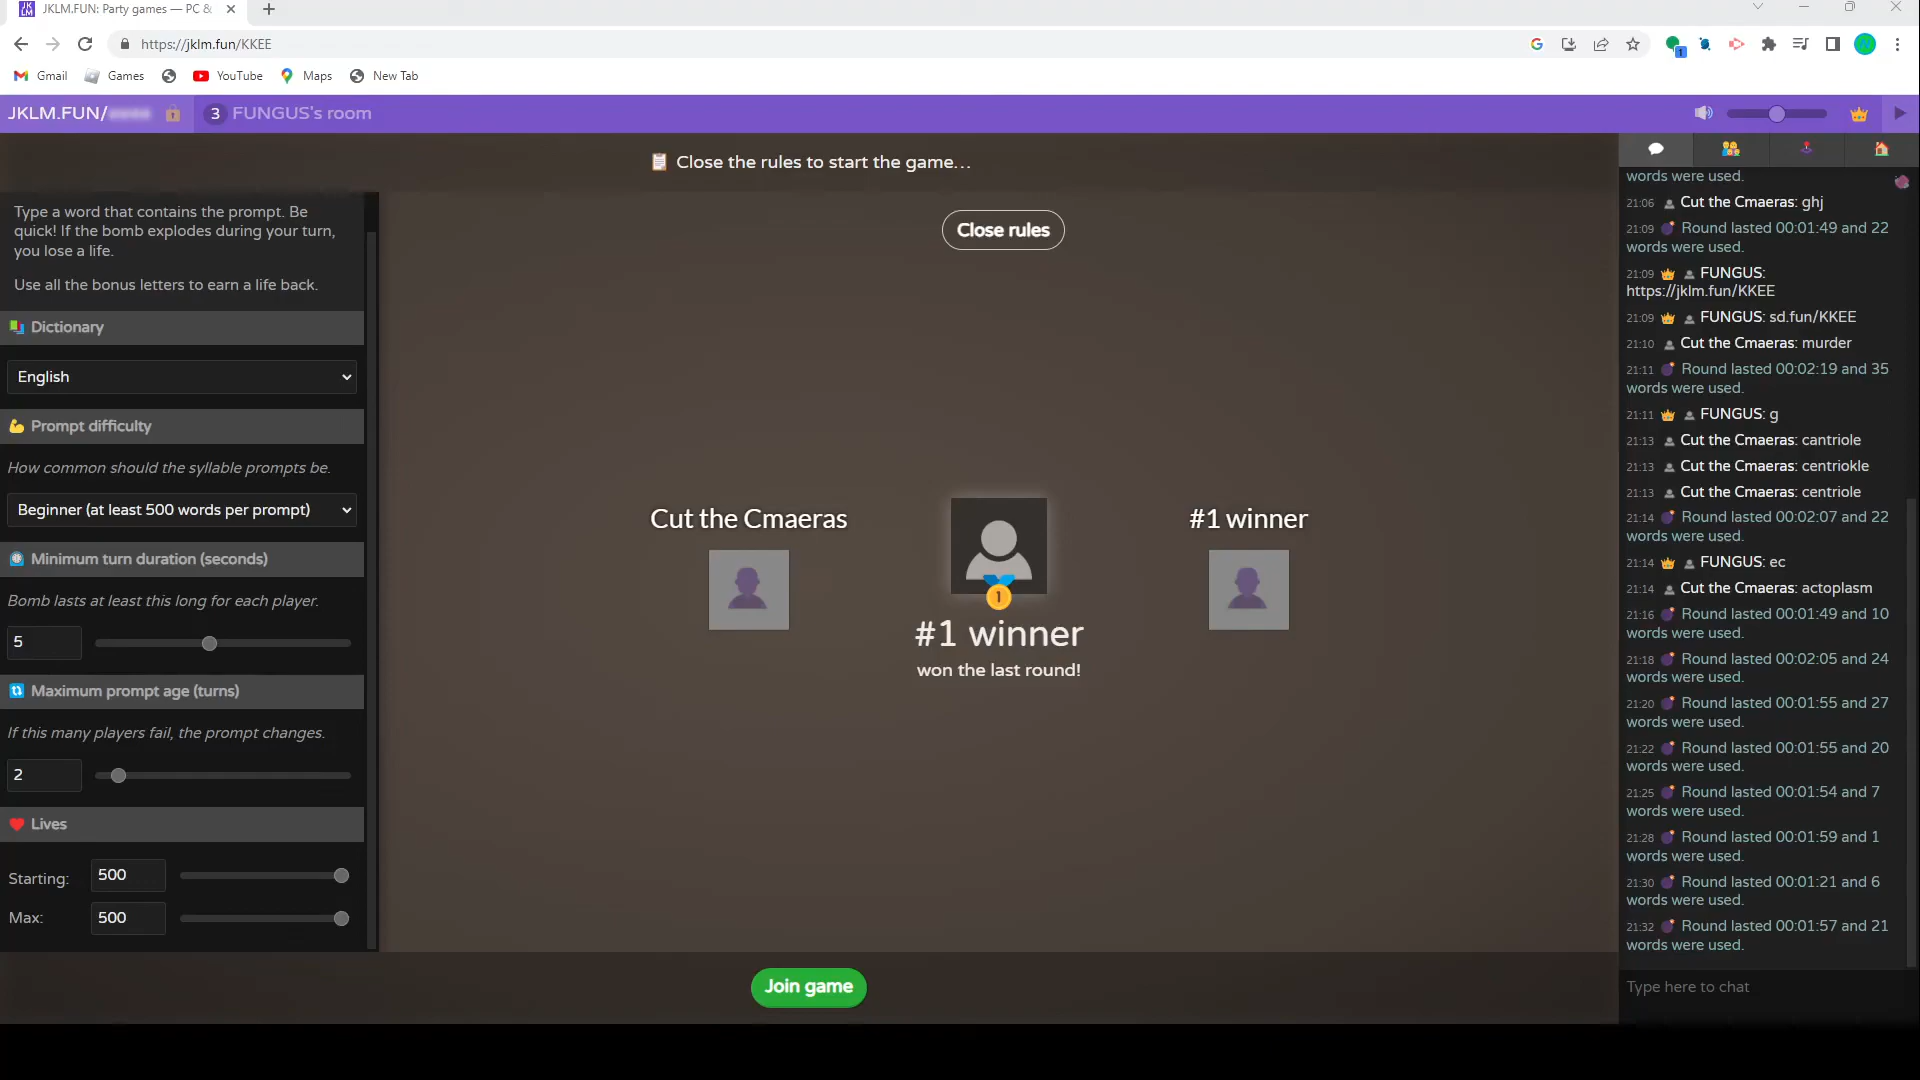 JKLM.FUN: Party games — PC &
https://jklm.fun/KKEE
Gmail
Games
YouTube
Maps
New Tab
JKLM.FUN/
3 FUNGUS's room
Close the rules to start the game…
Type a word that contains the prompt. Be
quick! If the bomb explodes during your turn,
you lose a life.
Use all the bonus letters to earn a life back.
Dictionary
English
Prompt difficulty
How common should the syllable prompts be.
Beginner (at least 500 words per prompt)
Minimum turn duration (seconds)
Bomb lasts at least this long for each player.
5
Maximum prompt age (turns)
If this many players fail, the prompt changes.
2
Lives
Starting: 500
Max: 500
Close rules
Cut the Cmaeras
#1 winner
1
#1 winner
won the last round!
Join game
words were used.
21:06 Cut the Cmaeras: ghj
21:09 Round lasted 00:01:49 and 22
words were used.
21:09 FUNGUS:
https://jklm.fun/KKEE
21:09 FUNGUS: sd.fun/KKEE
21:10 Cut the Cmaeras: murder
21:11 Round lasted 00:02:19 and 35
words were used.
21:11 FUNGUS: g
21:13 Cut the Cmaeras: cantriole
21:13 Cut the Cmaeras: centriokle
21:13 Cut the Cmaeras: centriole
21:14 Round lasted 00:02:07 and 22
words were used.
21:14 FUNGUS: ec
21:14 Cut the Cmaeras: actoplasm
21:16 Round lasted 00:01:49 and 10
words were used.
21:18 Round lasted 00:02:05 and 24
words were used.
21:20 Round lasted 00:01:55 and 27
words were used.
21:22 Round lasted 00:01:55 and 20
words were used.
21:25 Round lasted 00:01:54 and 7
words were used.
21:28 Round lasted 00:01:59 and 1
words were used.
21:30 Round lasted 00:01:21 and 6
words were used.
21:32 Round lasted 00:01:57 and 21
words were used.
Type here to chat